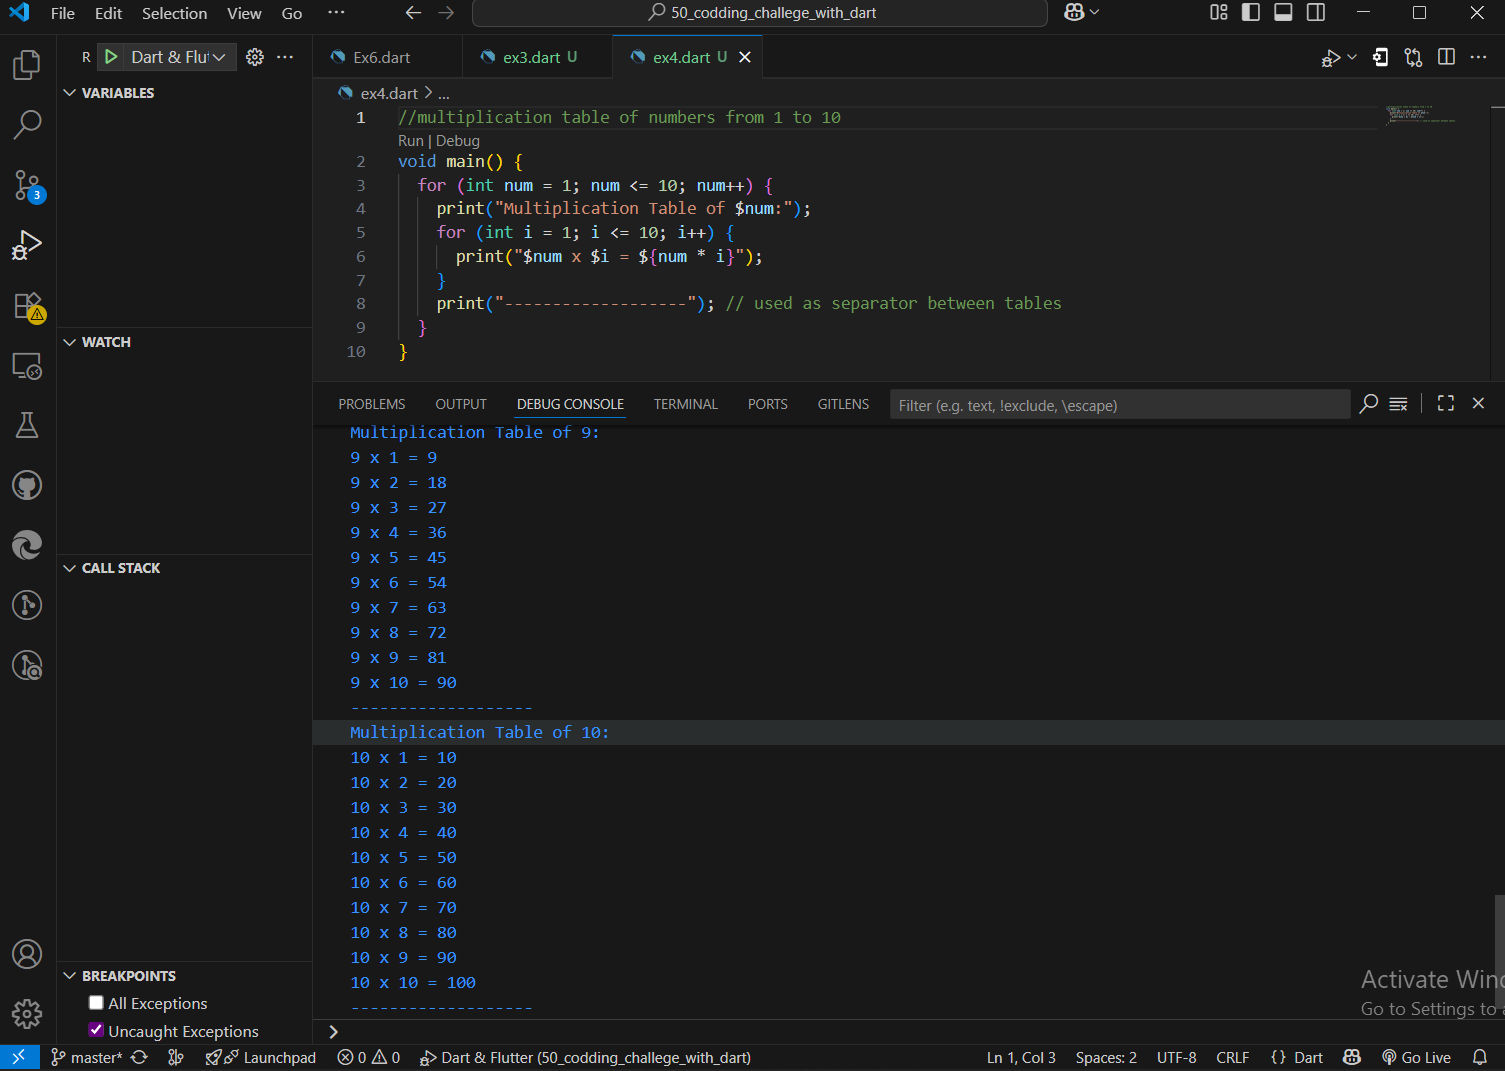 File Edit Selection View Go ··· 50_codding_challege_with_dart
R Dart & Flut
Ex6.dart ex3.dart U ex4.dart U
VARIABLES
ex4.dart > ...
1 //multiplication table of numbers from 1 to 10
Run | Debug
2 void main() {
3 for (int num = 1; num <= 10; num++) {
4 print("Multiplication Table of $num:");
5 for (int i = 1; i <= 10; i++) {
6 print("$num x $i = ${num * i}");
7 }
8 print("-------------------"); // used as separator between tables
9 }
10 }
WATCH
CALL STACK
PROBLEMS OUTPUT DEBUG CONSOLE TERMINAL PORTS GITLENS Filter (e.g. text, !exclude, \escape)
Multiplication Table of 9:
9 x 1 = 9
9 x 2 = 18
9 x 3 = 27
9 x 4 = 36
9 x 5 = 45
9 x 6 = 54
9 x 7 = 63
9 x 8 = 72
9 x 9 = 81
9 x 10 = 90
-------------------
Multiplication Table of 10:
10 x 1 = 10
10 x 2 = 20
10 x 3 = 30
10 x 4 = 40
10 x 5 = 50
10 x 6 = 60
10 x 7 = 70
10 x 8 = 80
10 x 9 = 90
10 x 10 = 100
-------------------
3
BREAKPOINTS
All Exceptions
Uncaught Exceptions
Activate Wind
Go to Settings to a
master* Launchpad 0 0 Dart & Flutter (50_codding_challege_with_dart) Ln 1, Col 3 Spaces: 2 UTF-8 CRLF {} Dart Go Live